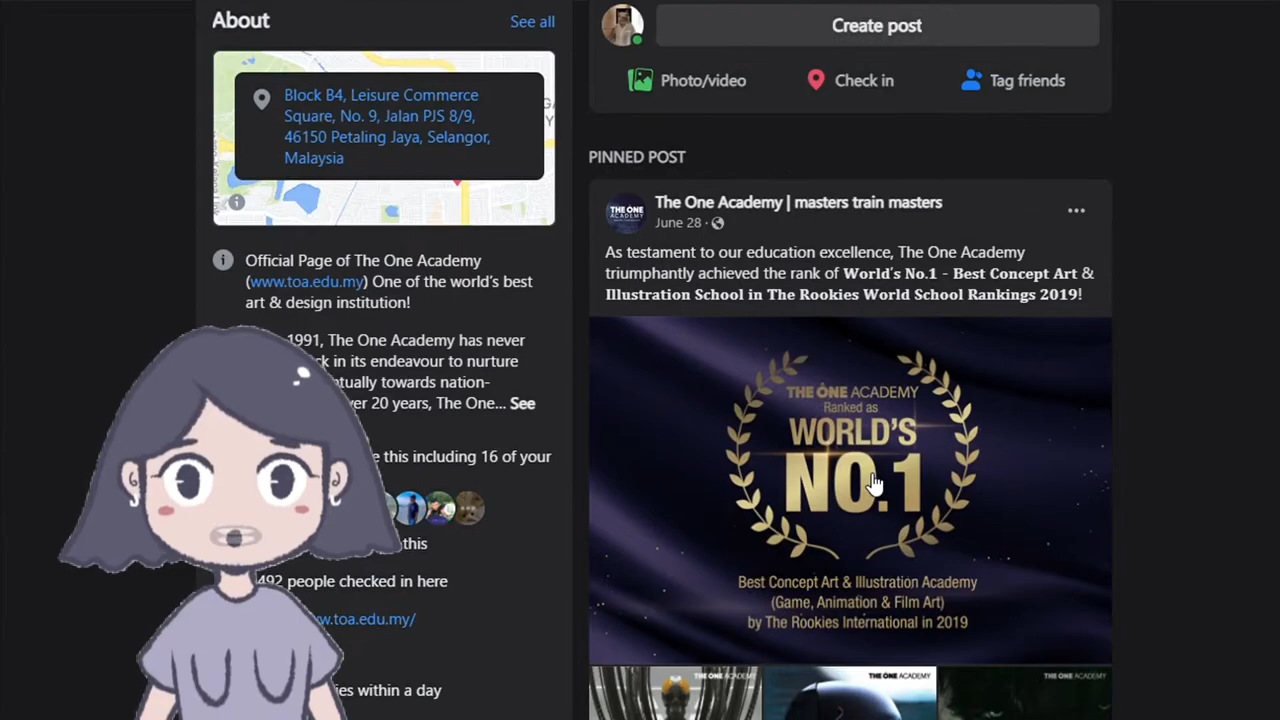 About
See all
Block B4, Leisure Commerce
Square, No. 9, Jalan PJS 8/9,
46150 Petaling Jaya, Selangor,
Malaysia
Official Page of The One Academy
(www.toa.edu.my) One of the world's best
art & design institution!
1991, The One Academy has never
ck in its endeavour to nurture
ntually towards nation-
ver 20 years, The One... See
e this including 16 of your
this
492 people checked in here
w.toa.edu.my/
ies within a day
Create post
Photo/video
Check in
Tag friends
PINNED POST
The One Academy | masters train masters
June 28 ·
As testament to our education excellence, The One Academy
triumphantly achieved the rank of World's No.1 - Best Concept Art &
Illustration School in The Rookies World School Rankings 2019!
THE ONE ACADEMY
Ranked as
WORLD'S
NO.1
Best Concept Art & Illustration Academy
(Game, Animation & Film Art)
by The Rookies International in 2019
THE ONE ACADEMY
THE ONE ACADEMY
THE ONE ACADEMY